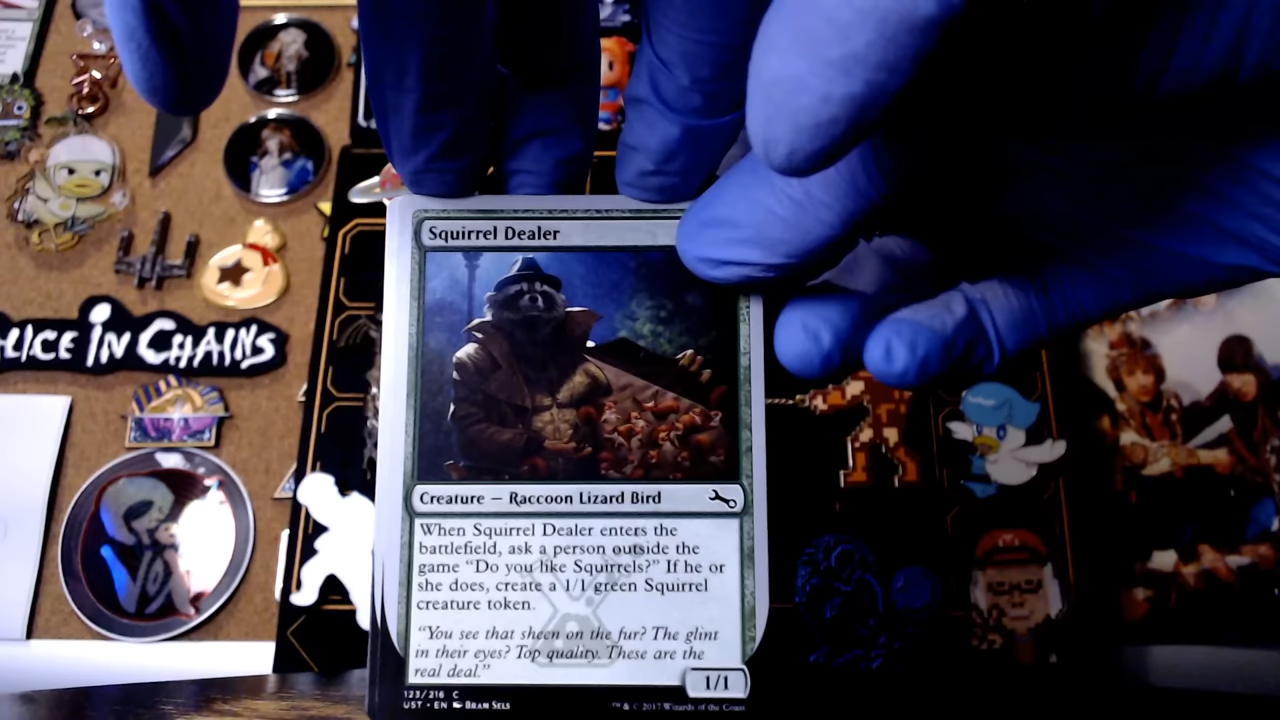 Squirrel Dealer
LICE IN CHAINS
Creature — Raccoon Lizard Bird
When Squirrel Dealer enters the
battlefield, ask a person outside the
game “Do you like Squirrels?” If he or
she does, create a 1/1 green Squirrel
creature token.
“You see that sheen on the fur? The glint
in their eyes? Top quality. These are the
real deal.”
1/1
123/216 C
UST • EN BRAM SELS
™ & © 2017 Wizards of the Coast